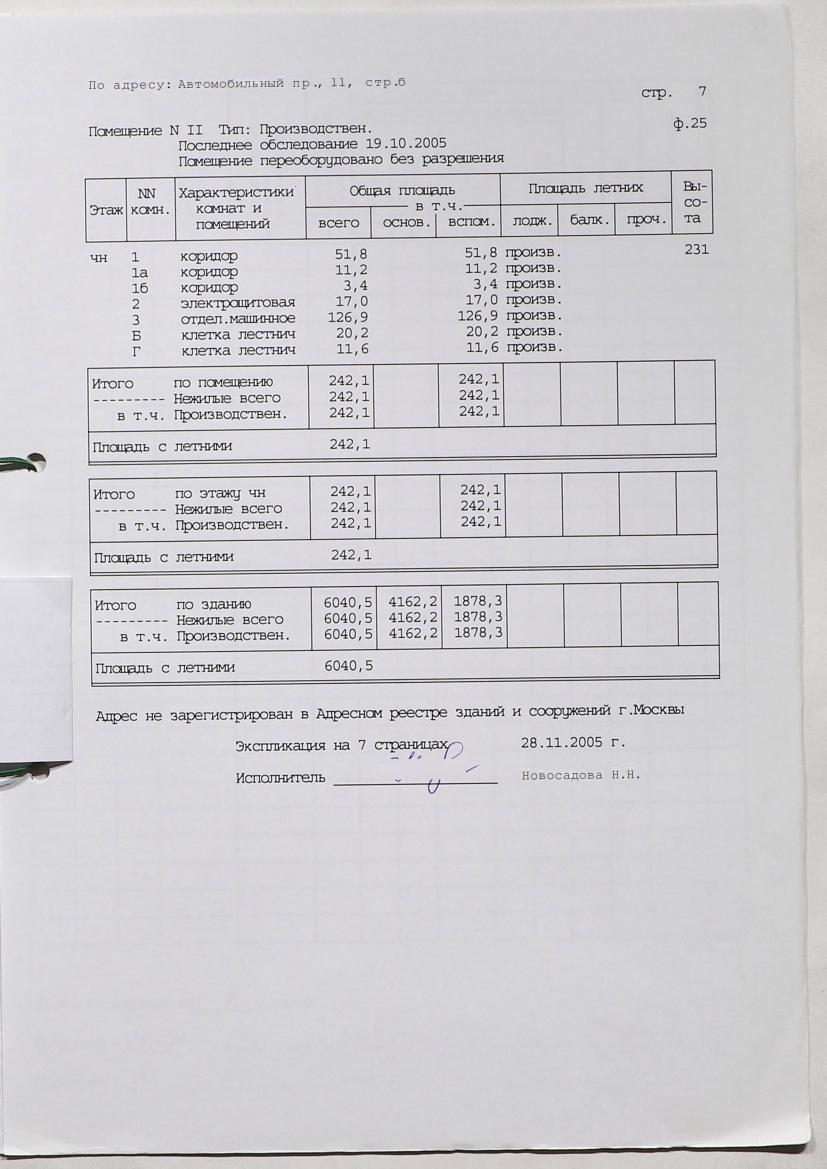 По адресу: Автомобильный пр., 11, стр.6
стр. 7
ф.25
Помещение N II Тип: Производствен.
Последнее обследование 19.10.2005
Помещение переоборудовано без разрешения
Этаж NN комн. Характеристики комнат и помещений Общая площадь всего в т.ч. основ. вспом. Площадь летних лодж. балк. проч. Вы-со-та
чн 1 коридор 51,8 51,8 произв. 231
1а коридор 11,2 11,2 произв.
1б коридор 3,4 3,4 произв.
2 электрощитовая 17,0 17,0 произв.
3 отдел.машинное 126,9 126,9 произв.
Б клетка лестнич 20,2 20,2 произв.
Г клетка лестнич 11,6 11,6 произв.
Итого по помещению 242,1 242,1
--------- Нежилые всего 242,1 242,1
в т.ч. Производствен. 242,1 242,1
Площадь с летними 242,1
Итого по этажу чн 242,1 242,1
--------- Нежилые всего 242,1 242,1
в т.ч. Производствен. 242,1 242,1
Площадь с летними 242,1
Итого по зданию 6040,5 4162,2 1878,3
--------- Нежилые всего 6040,5 4162,2 1878,3
в т.ч. Производствен. 6040,5 4162,2 1878,3
Площадь с летними 6040,5
Адрес не зарегистрирован в Адресном реестре зданий и сооружений г.Москвы
Экспликация на 7 страницах 28.11.2005 г.
Исполнитель Новосадова Н.Н.